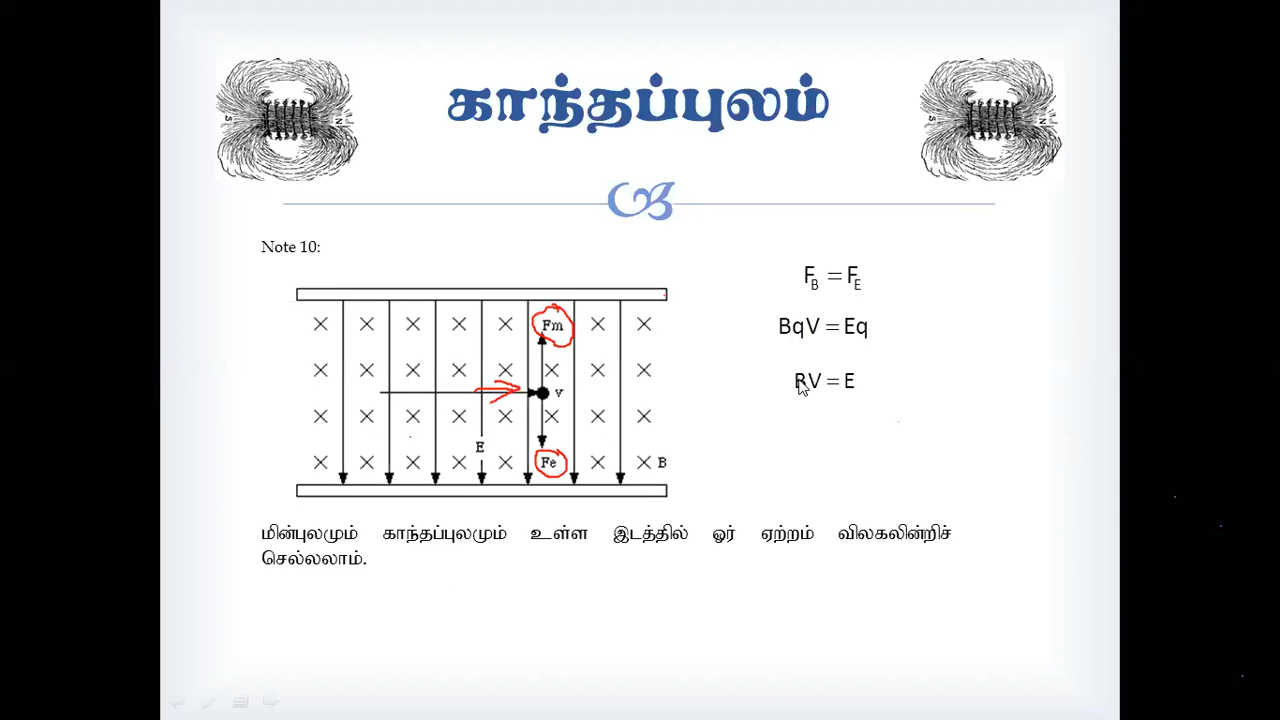 காந்தப்புலம்
Note 10:
F_B = F_E
BqV = Eq
BV = E
Fm
v
E
Fe
B
மின்புலமும் காந்தப்புலமும் உள்ள இடத்தில் ஓர் ஏற்றம் விலகலின்றிச்
செல்லலாம்.
S
N
S
N